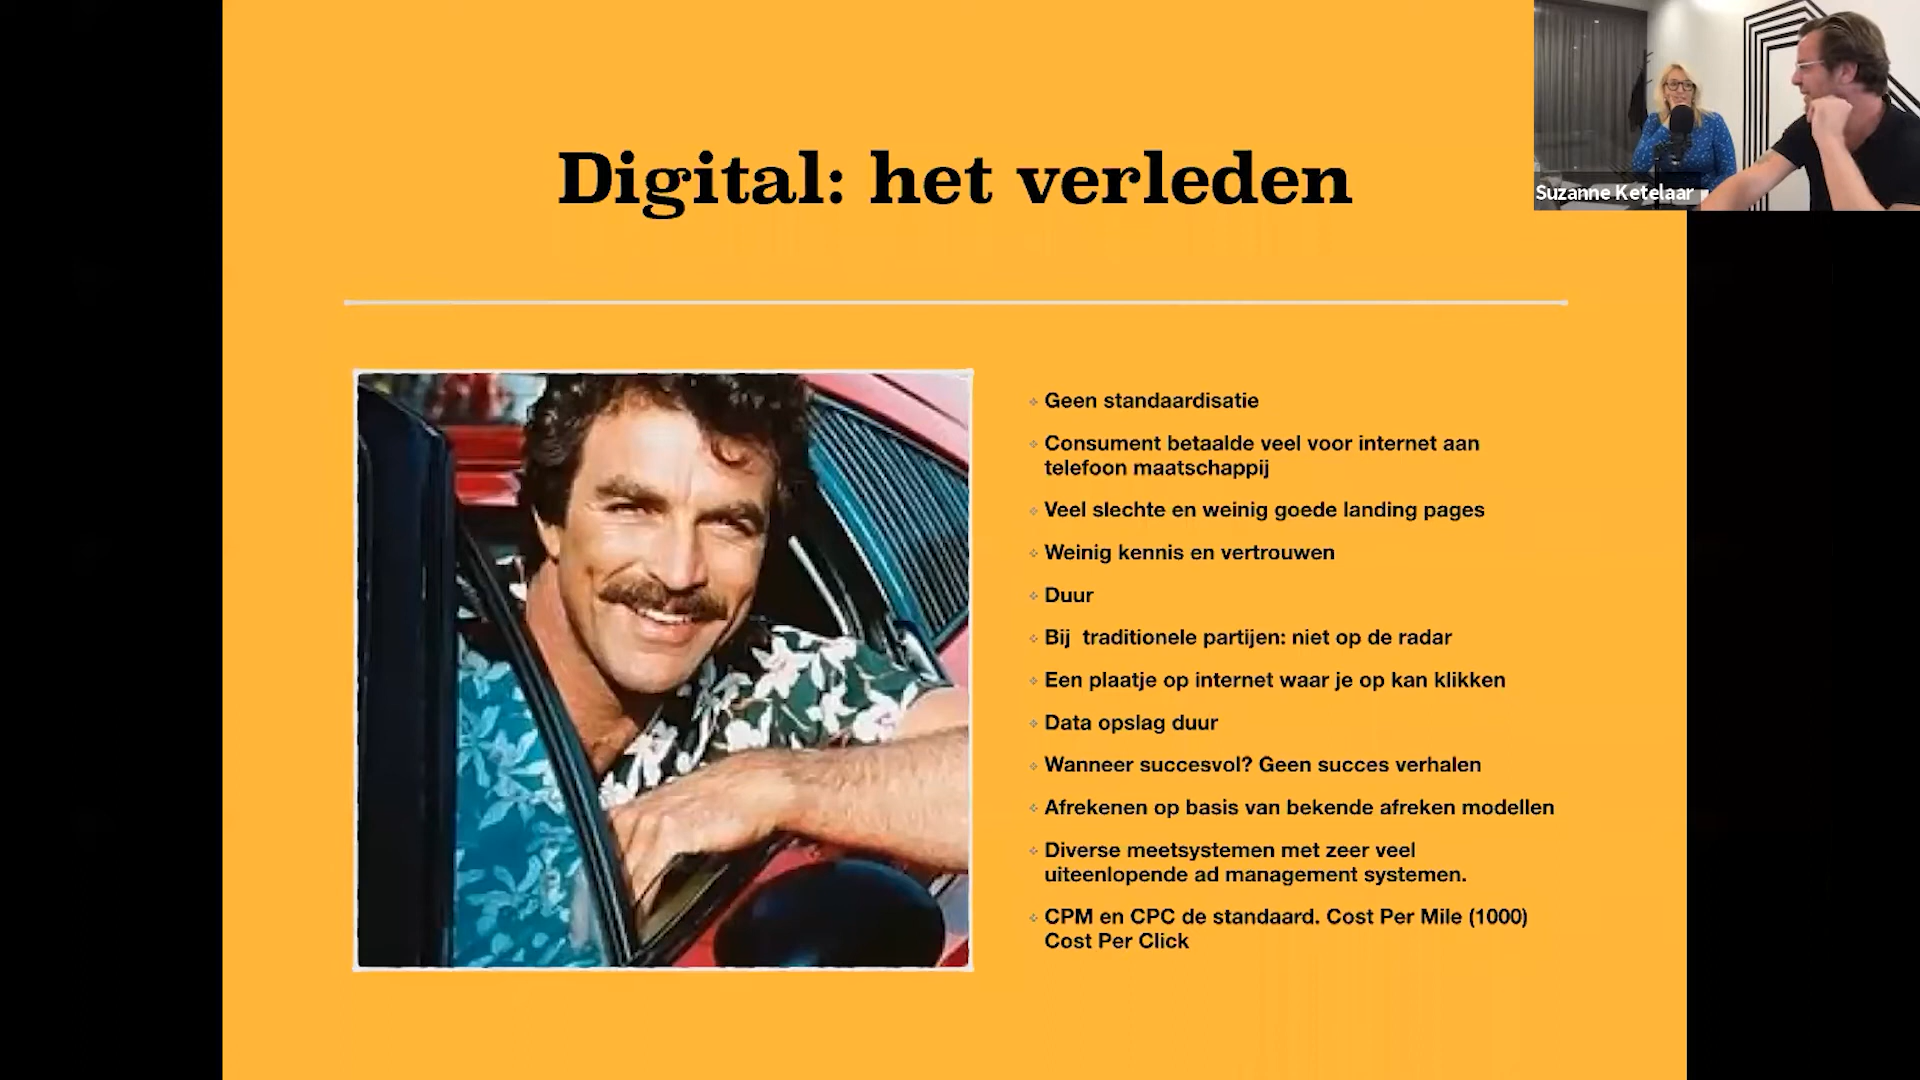 Digital: het verleden
Suzanne Ketelaar
Geen standaardisatie
Consument betaalde veel voor internet aan
telefoon maatschappij
Veel slechte en weinig goede landing pages
Weinig kennis en vertrouwen
Duur
Bij  traditionele partijen: niet op de radar
Een plaatje op internet waar je op kan klikken
Data opslag duur
Wanneer succesvol? Geen succes verhalen
Afrekenen op basis van bekende afreken modellen
Diverse meetsystemen met zeer veel
uiteenlopende ad management systemen.
CPM en CPC de standaard. Cost Per Mile (1000)
Cost Per Click